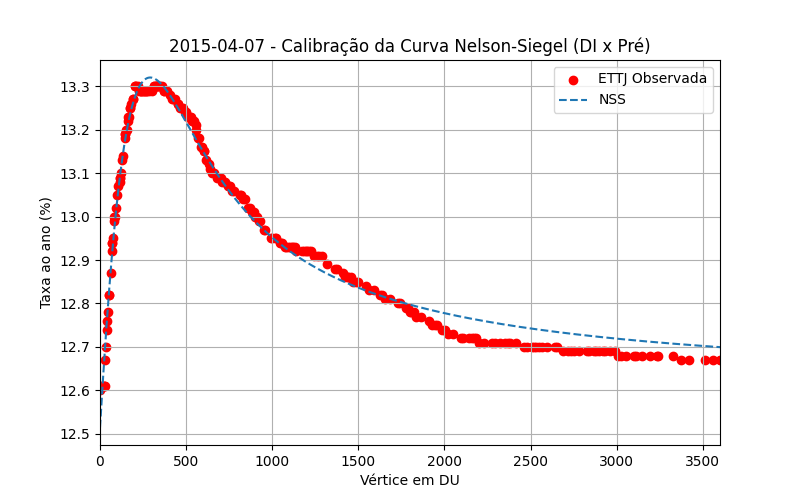 2015-04-07 - Calibração da Curva Nelson-Siegel (DI x Pré)
ETTJ Observada
NSS
Taxa ao ano (%)
13.3
13.2
13.1
13.0
12.9
12.8
12.7
12.6
12.5
0 500 1000 1500 2000 2500 3000 3500
Vértice em DU